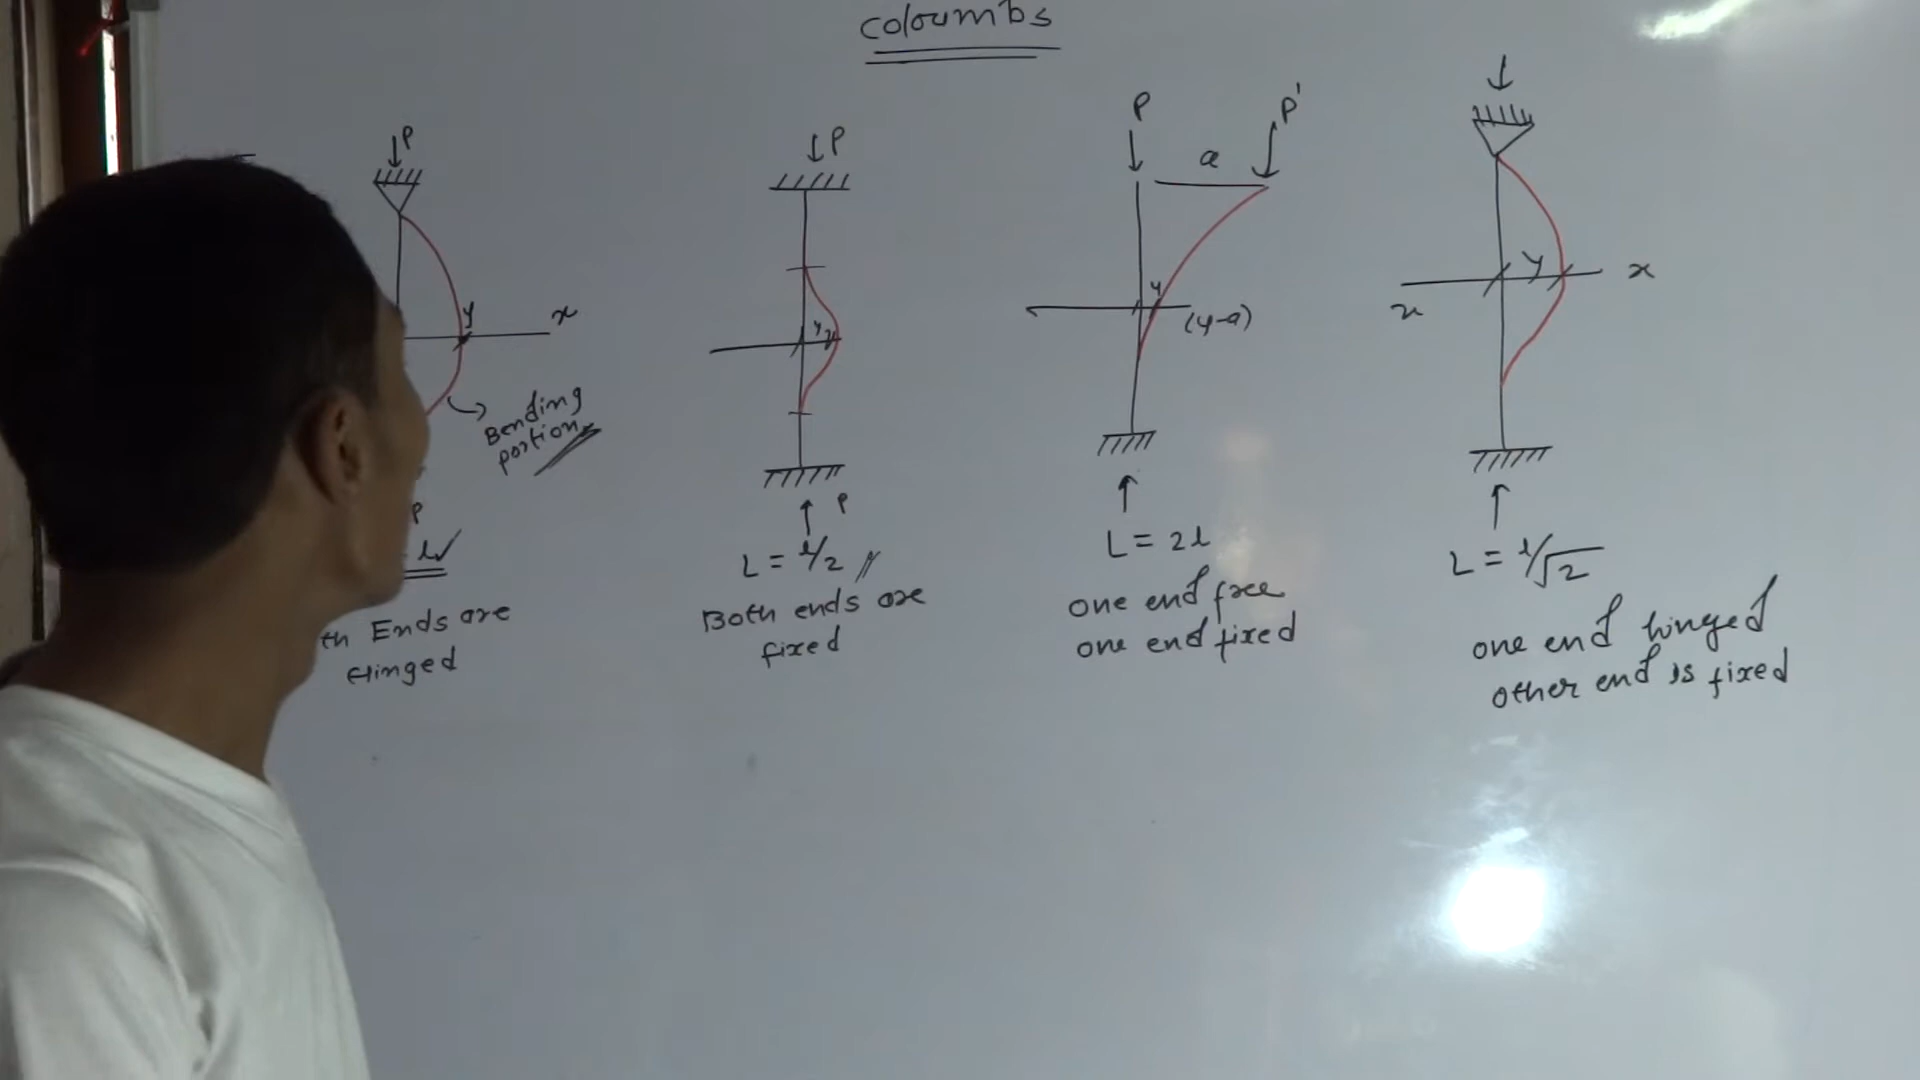 coloumbs
P
y
x
Bending
portion
P
l
th Ends are
Hinged
P
y
P
L = l/2
Both ends are
fixed
P
a
P'
y
(y-a)
L = 2l
one end free
one end fixed
y
x
x
L = l/√2
one end hinged
other end is fixed